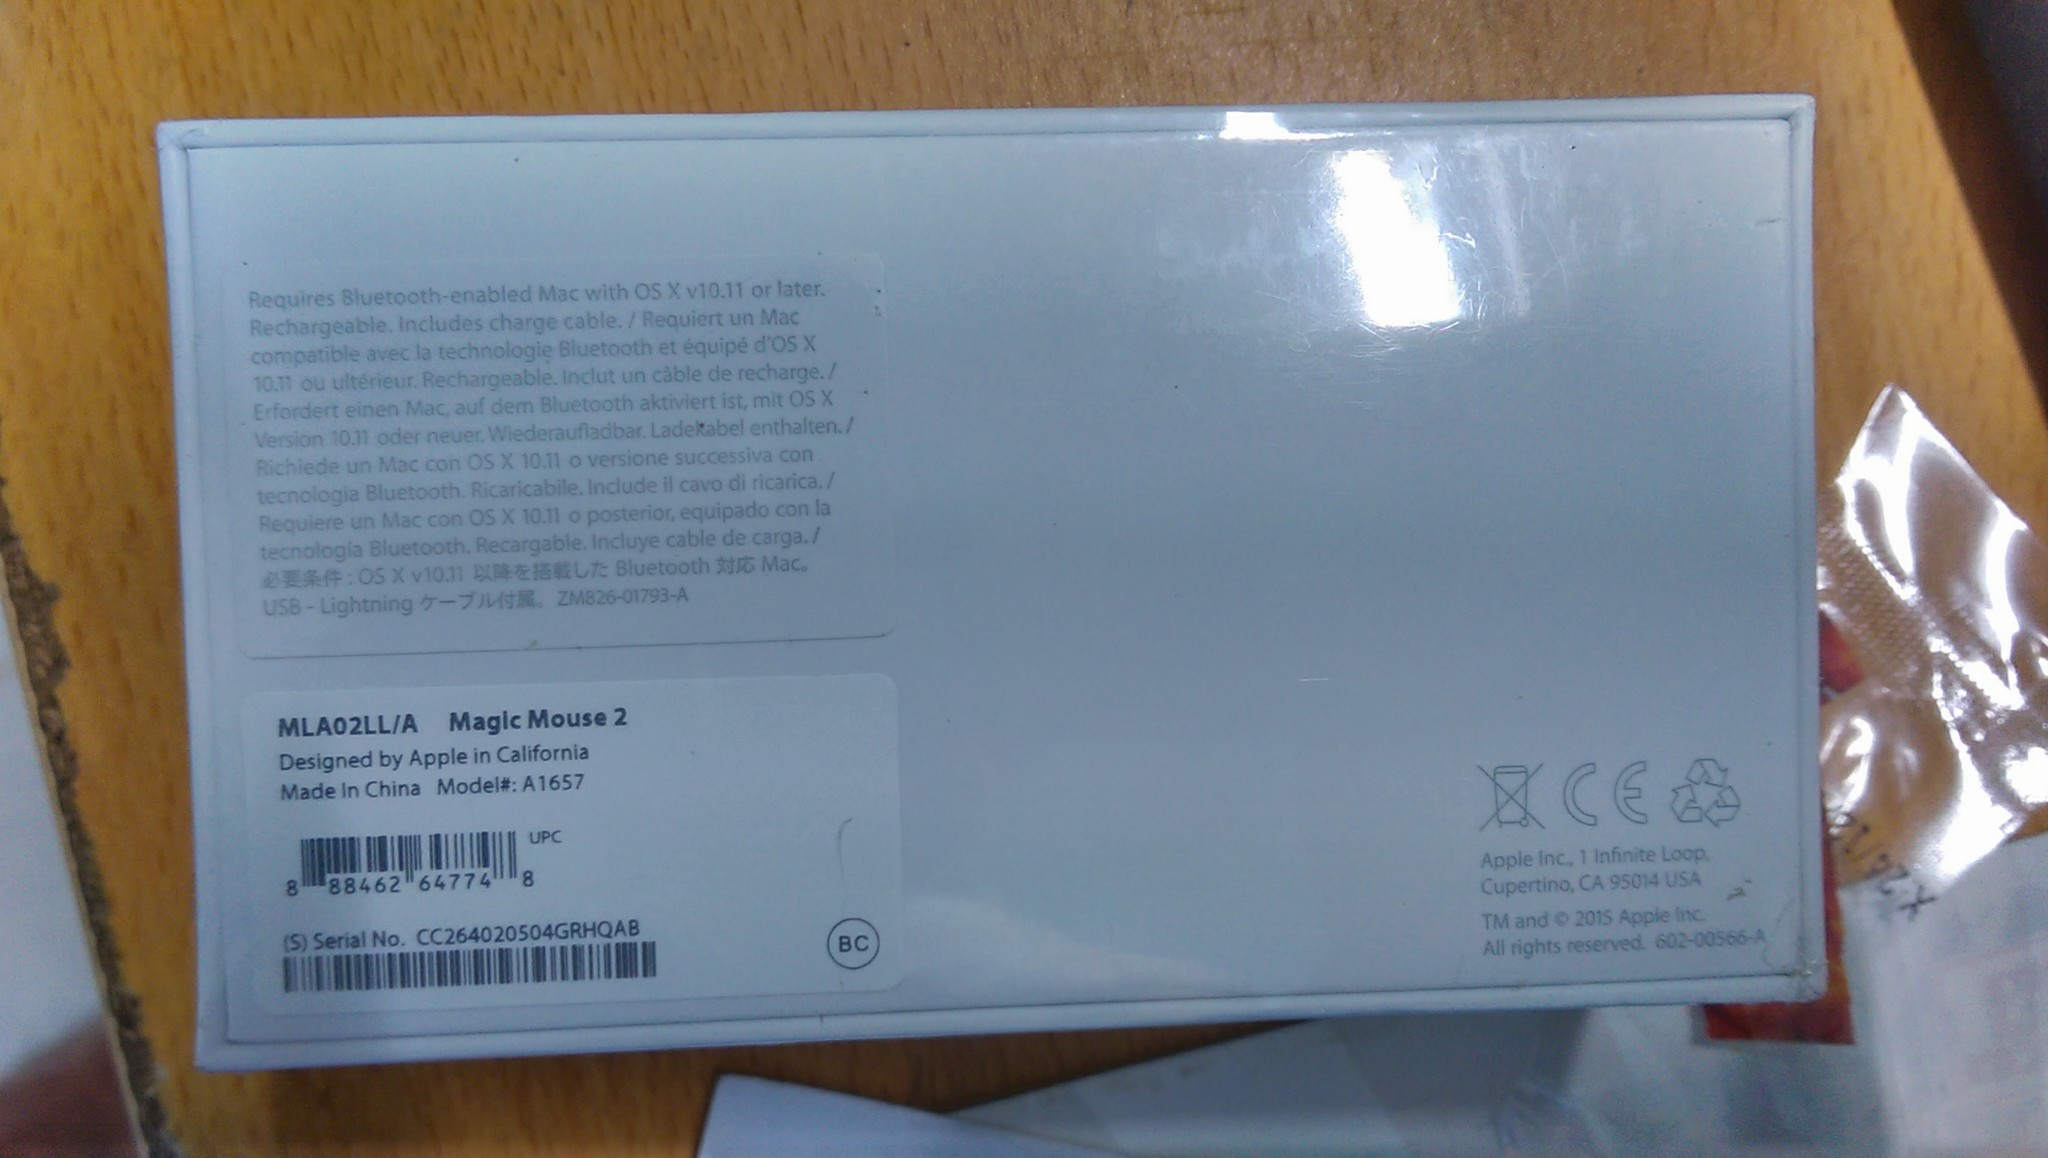 Requires Bluetooth-enabled Mac with OS X v10.11 or later.
Rechargeable. Includes charge cable. / Requiert un Mac
compatible avec la technologie Bluetooth et équipé d'OS X
10.11 ou ultérieur. Rechargeable. Inclut un câble de recharge. /
Erfordert einen Mac, auf dem Bluetooth aktiviert ist, mit OS X
Version 10.11 oder neuer. Wiederaufladbar. Ladekabel enthalten. /
Richiede un Mac con OS X 10.11 o versione successiva con
tecnologia Bluetooth. Ricaricabile. Include il cavo di ricarica. /
Requiere un Mac con OS X 10.11 o posterior, equipado con la
tecnología Bluetooth. Recargable. Incluye cable de carga. /
必要条件 : OS X v10.11 以降を搭載した Bluetooth 対応 Mac。
USB - Lightning ケーブル付属。 ZM826-01793-A
MLA02LL/A Magic Mouse 2
Designed by Apple in California
Made in China Model#: A1657
UPC
8 88462 64774 8
(S) Serial No. CC264020504GRHQAB
BC
CE
Apple Inc., 1 Infinite Loop,
Cupertino, CA 95014 USA
TM and © 2015 Apple Inc.
All rights reserved. 602-00566-A